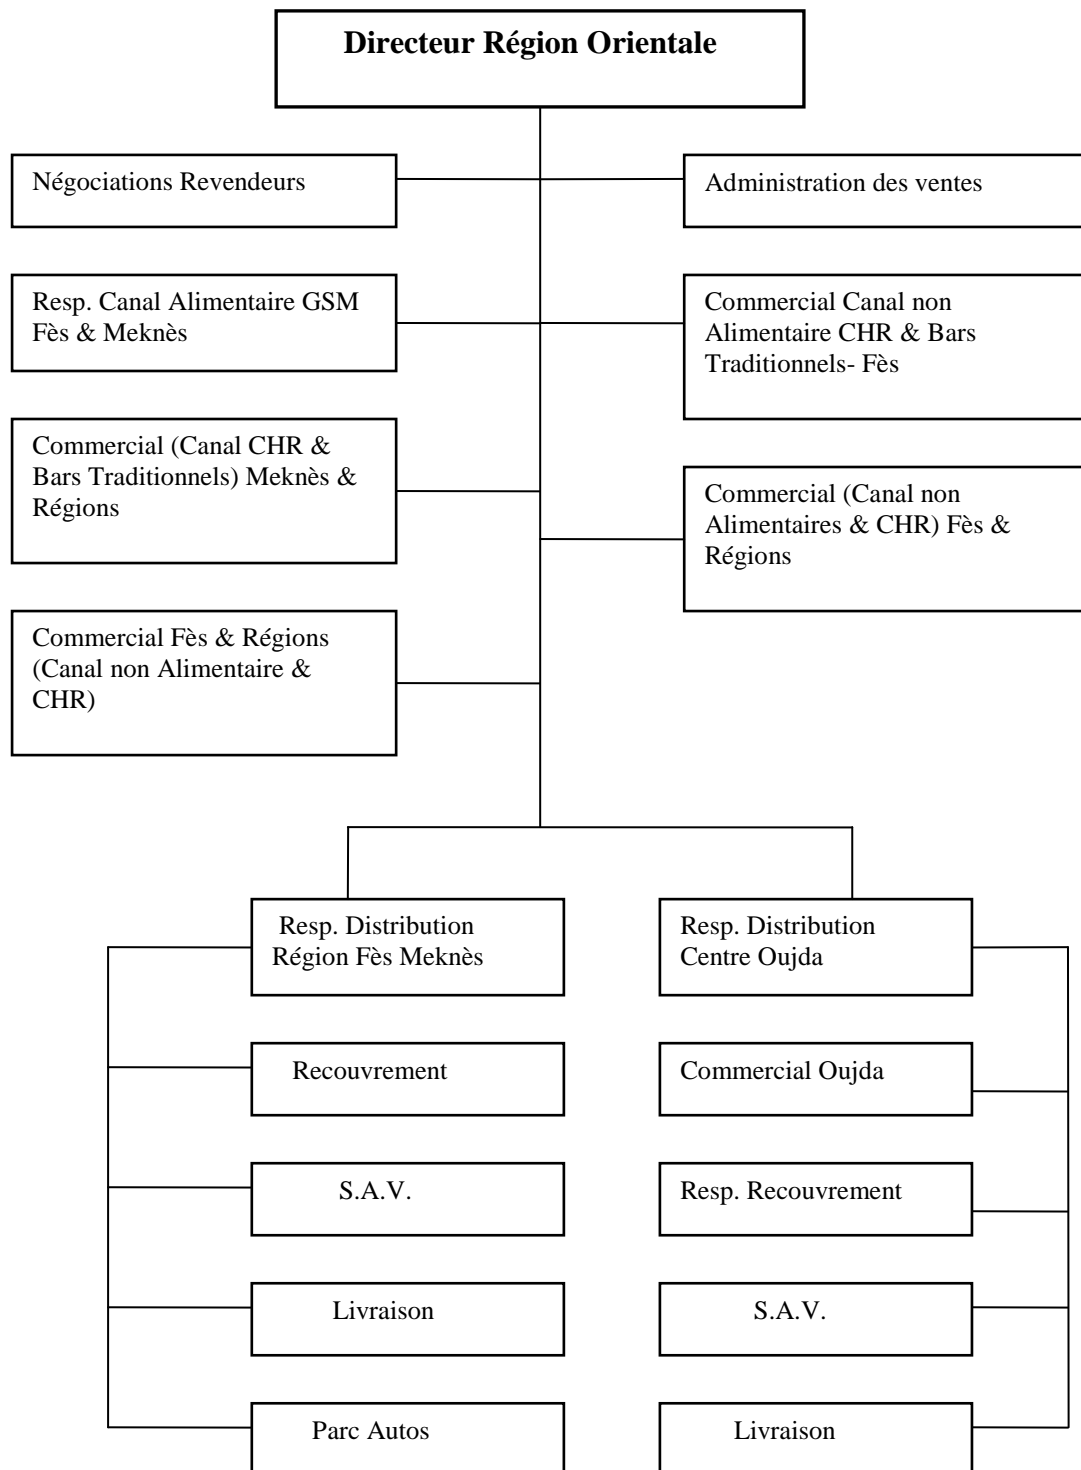 Directeur Région Orientale
Négociations Revendeurs
Administration des ventes
Resp. Canal Alimentaire GSM
Fès & Meknès
Commercial Canal non
Alimentaire CHR & Bars
Traditionnels- Fès
Commercial (Canal CHR &
Bars Traditionnels) Meknès &
Régions
Commercial (Canal non
Alimentaires & CHR) Fès &
Régions
Commercial Fès & Régions
(Canal non Alimentaire &
CHR)
Resp. Distribution
Région Fès Meknès
Resp. Distribution
Centre Oujda
Recouvrement
Commercial Oujda
S.A.V.
Resp. Recouvrement
Livraison
S.A.V.
Parc Autos
Livraison